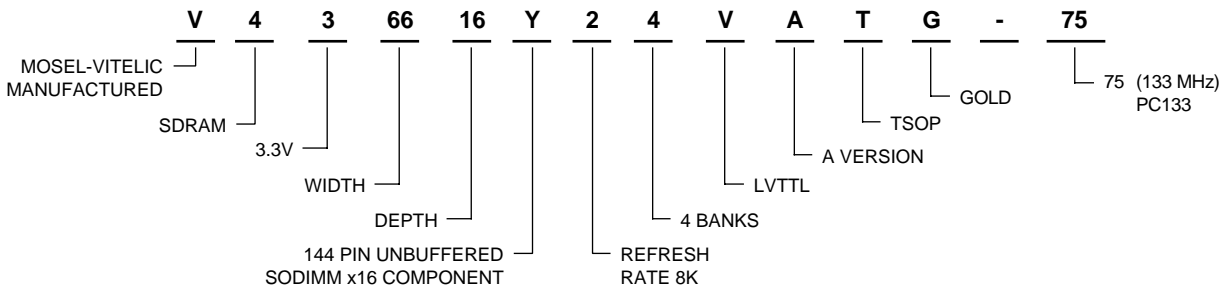 V 4 3 66 16 Y 2 4 V A T G - 75
MOSEL-VITELIC
MANUFACTURED
SDRAM
3.3V
WIDTH
DEPTH
144 PIN UNBUFFERED
SODIMM x16 COMPONENT
REFRESH
RATE 8K
4 BANKS
LVTTL
A VERSION
TSOP
GOLD
75 (133 MHz)
PC133